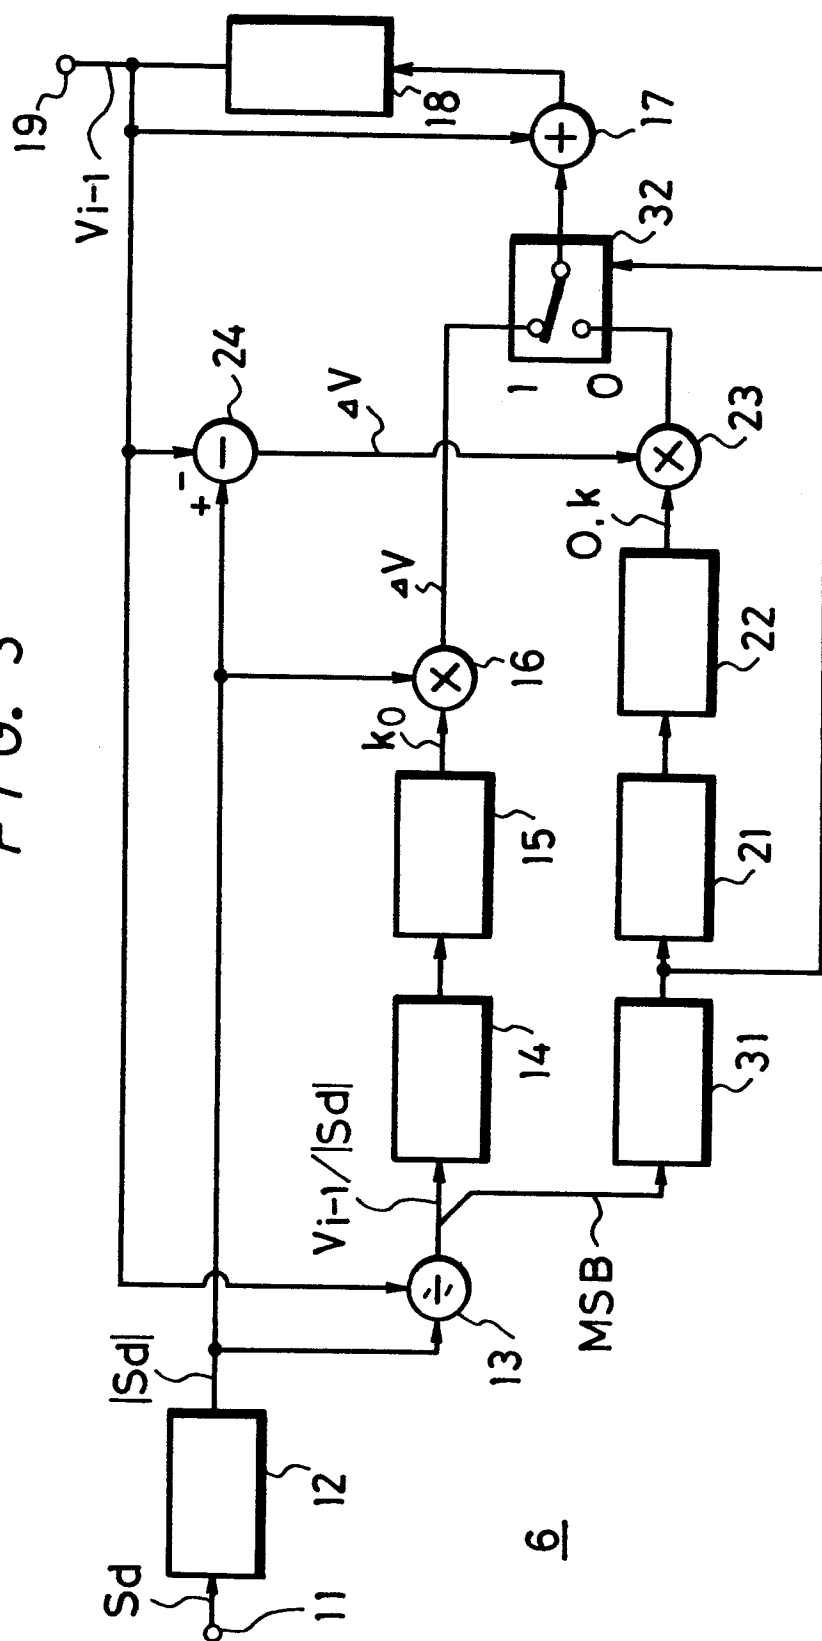 FIG. 3
6
11
Sd
12
|Sd|
13
Vi-1/|Sd|
MSB
14
31
15
21
k0
16
22
ΔV
0, k
ΔV
24
+
-
-
23
1
0
32
17
+
18
Vi-1
19
×
×
÷